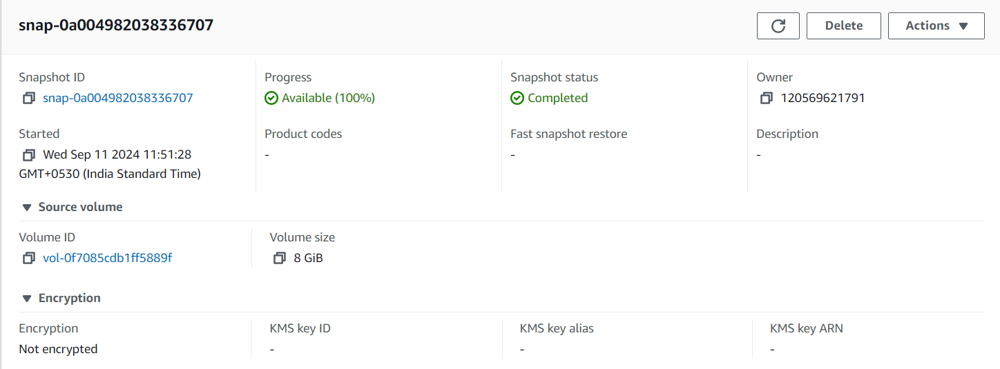 snap-0a004982038336707
Delete
Actions
Snapshot ID
snap-0a004982038336707
Progress
Available (100%)
Snapshot status
Completed
Owner
120569621791
Started
Wed Sep 11 2024 11:51:28
GMT+0530 (India Standard Time)
Product codes
-
Fast snapshot restore
-
Description
-
Source volume
Volume ID
vol-0f7085cdb1ff5889f
Volume size
8 GiB
Encryption
Encryption
Not encrypted
KMS key ID
-
KMS key alias
-
KMS key ARN
-